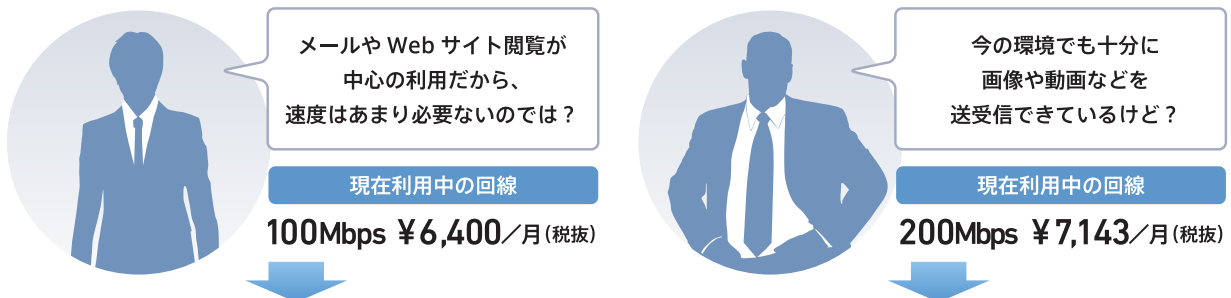 メールや Web サイト閲覧が
中心の利用だから、
速度はあまり必要ないのでは？
現在利用中の回線
100Mbps ¥6,400／月(税抜)
今の環境でも十分に
画像や動画などを
送受信できているけど？
現在利用中の回線
200Mbps ¥7,143／月(税抜)